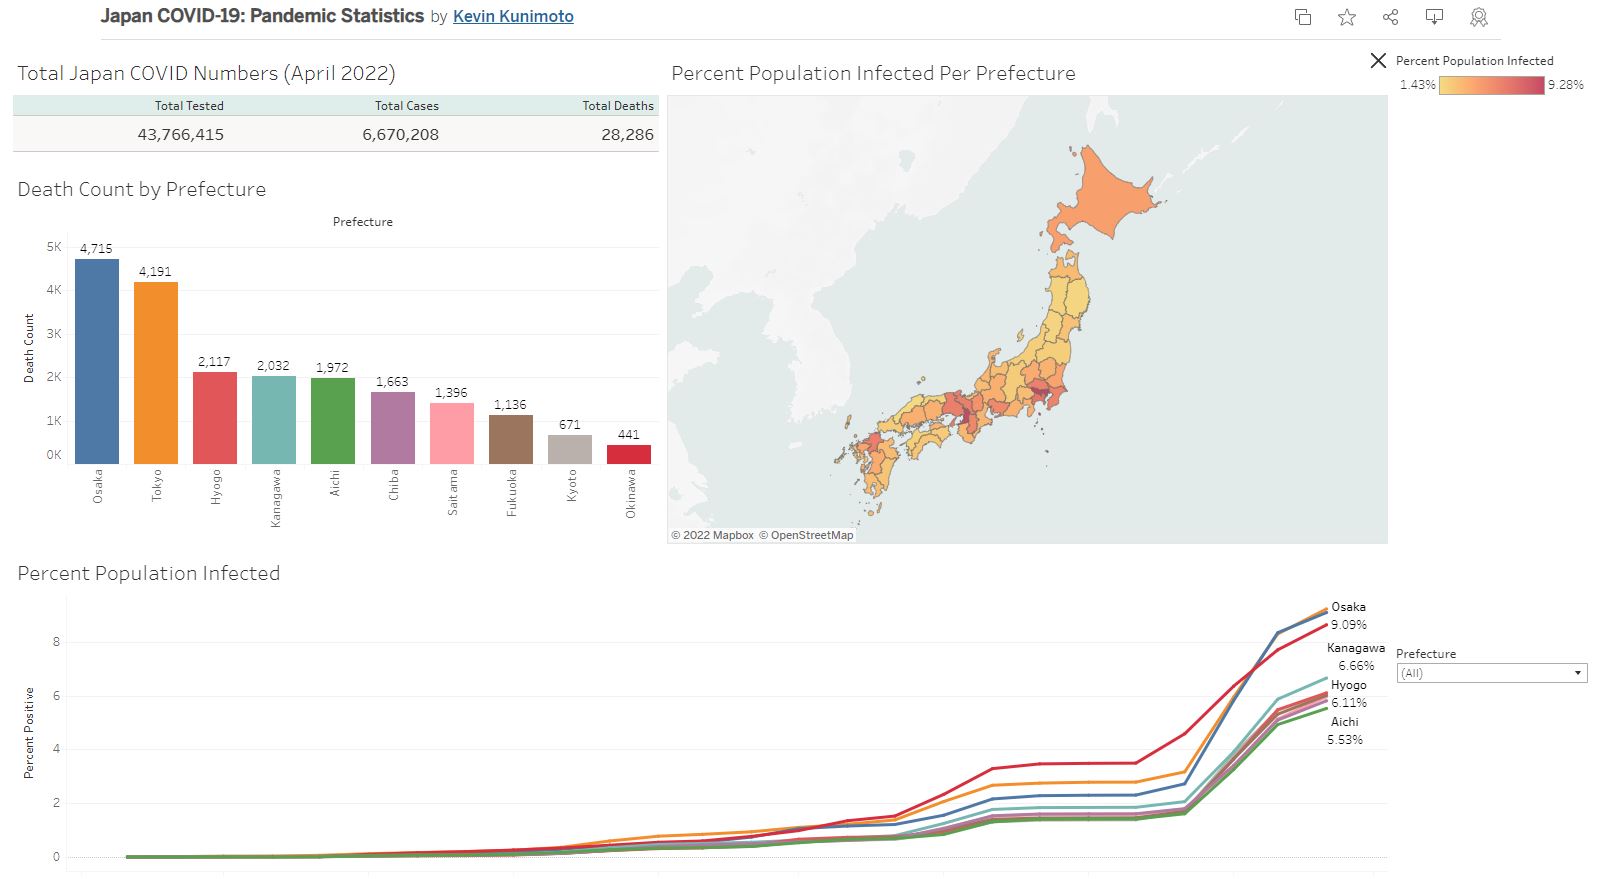 Japan COVID-19: Pandemic Statistics by Kevin Kunimoto
Total Japan COVID Numbers (April 2022)
Total Tested Total Cases Total Deaths
43,766,415 6,670,208 28,286
Death Count by Prefecture
Prefecture
Death Count
5K
4K
3K
2K
1K
0K
4,715
4,191
2,117
2,032
1,972
1,663
1,396
1,136
671
441
Osaka
Tokyo
Hyogo
Kanagawa
Aichi
Chiba
Saitama
Fukuoka
Kyoto
Okinawa
Percent Population Infected Per Prefecture
© 2022 Mapbox © OpenStreetMap
Percent Population Infected
1.43% 9.28%
Percent Population Infected
Percent Positive
8
6
4
2
0
Osaka
9.09%
Kanagawa
6.66%
Hyogo
6.11%
Aichi
5.53%
Prefecture
(All)